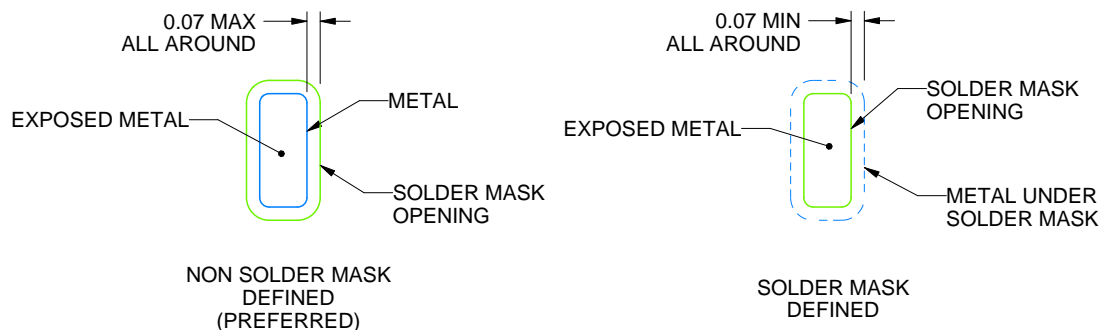 0.07 MAX
ALL AROUND
METAL
EXPOSED METAL
SOLDER MASK
OPENING
NON SOLDER MASK
DEFINED
(PREFERRED)
0.07 MIN
ALL AROUND
SOLDER MASK
OPENING
EXPOSED METAL
METAL UNDER
SOLDER MASK
SOLDER MASK
DEFINED